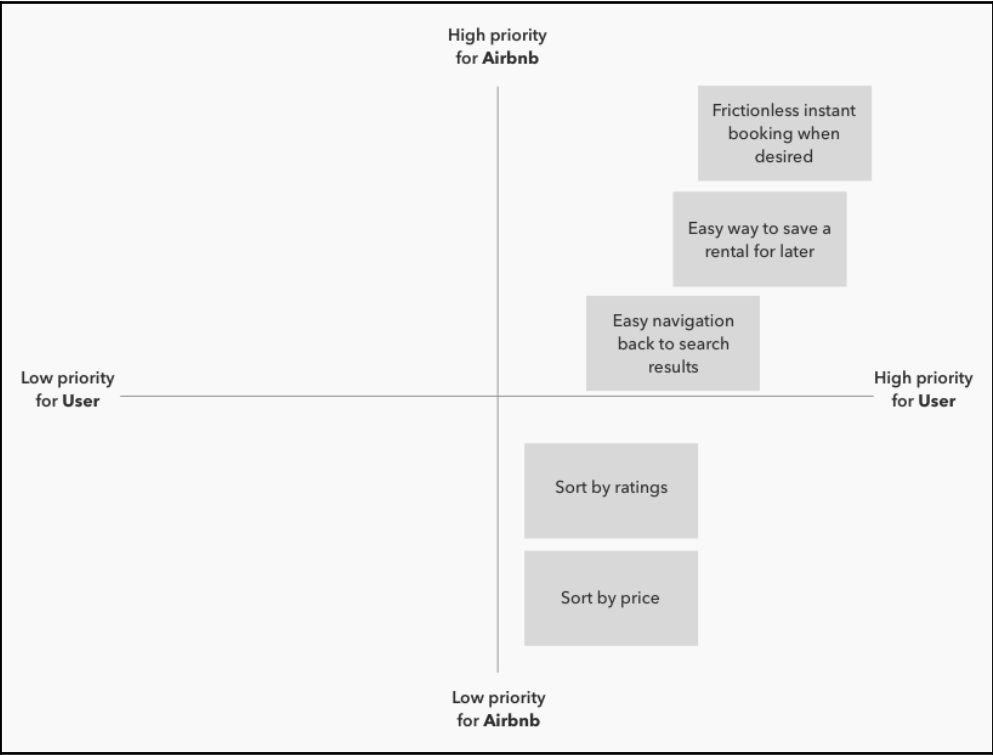 High priority
for Airbnb
Frictionless instant
booking when
desired
Easy way to save a
rental for later
Easy navigation
back to search
results
Low priority
for User
High priority
for User
Sort by ratings
Sort by price
Low priority
for Airbnb